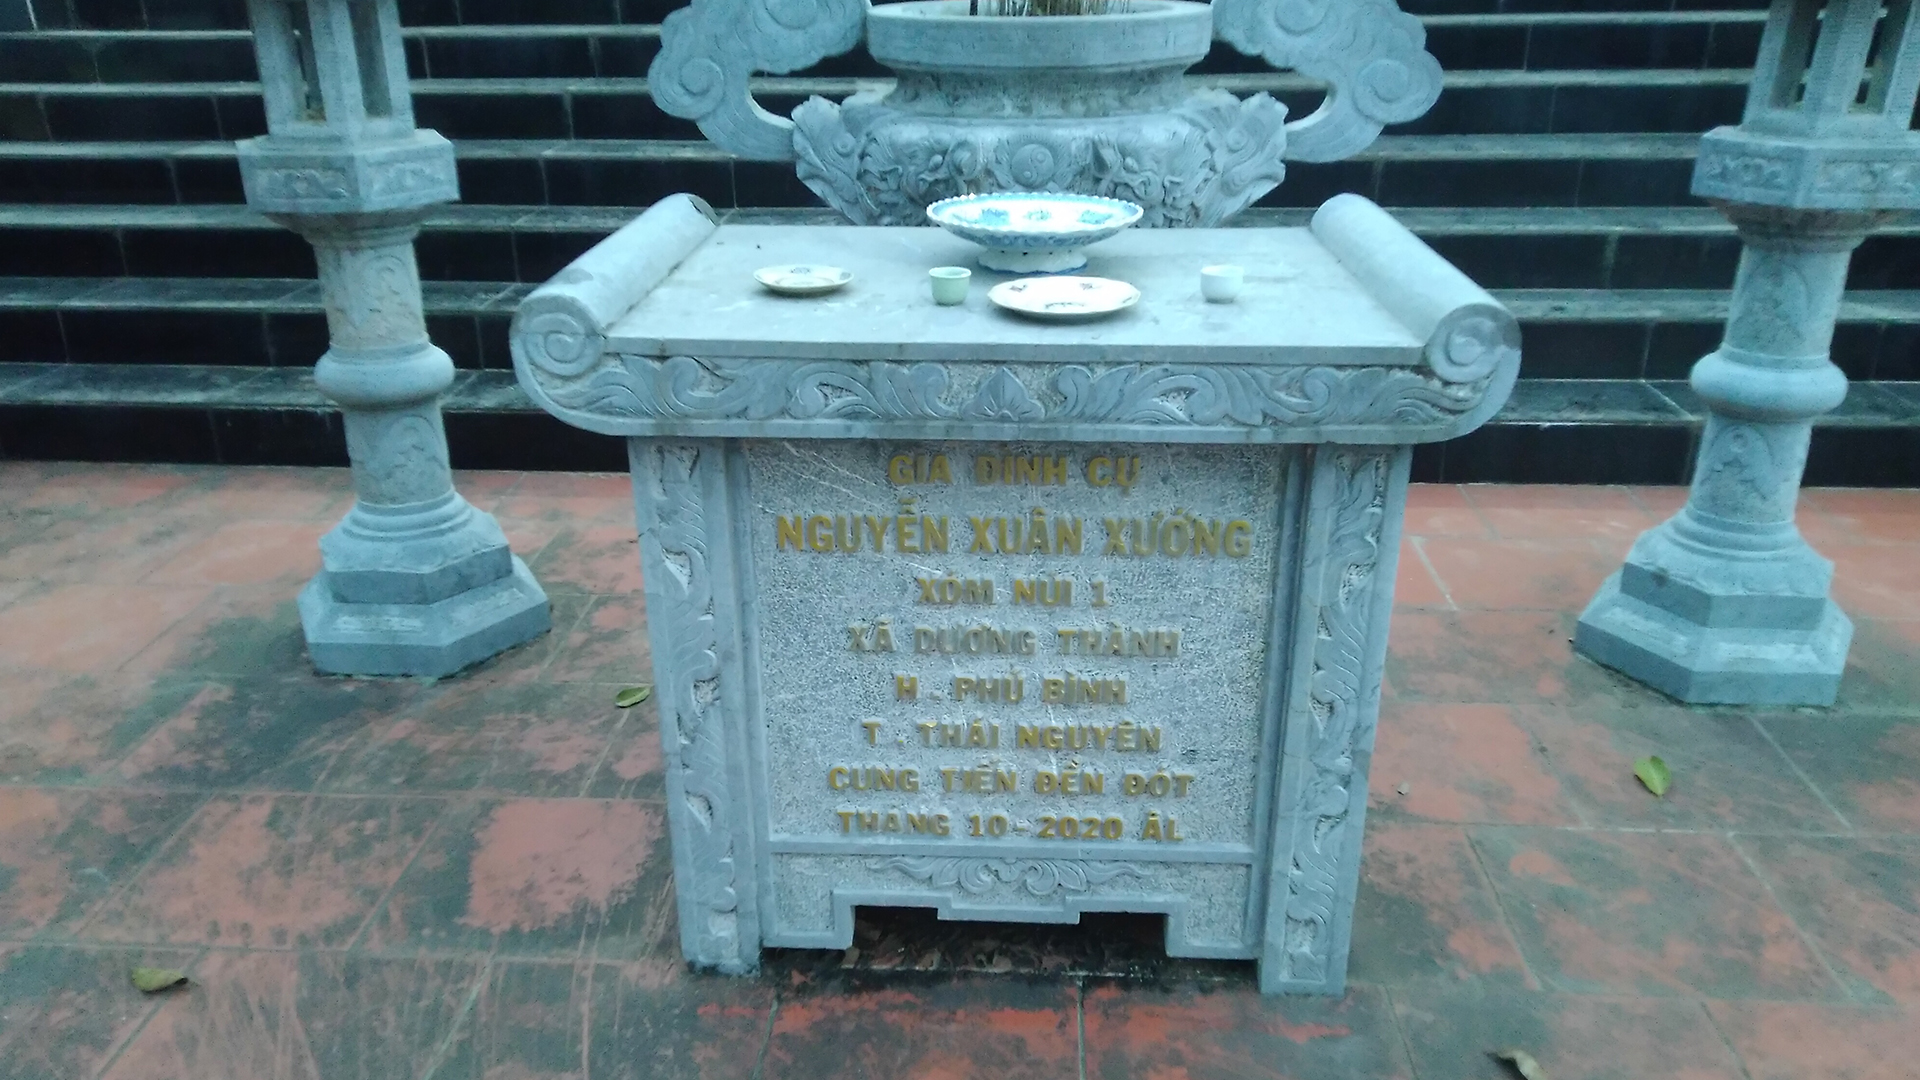 GIA ĐÌNH CỤ
NGUYỄN XUÂN XƯỚNG
XÓM NÚI 1
XÃ DƯƠNG THÀNH
H . PHÚ BÌNH
T . THÁI NGUYÊN
CUNG TIẾN ĐỀN ĐÓT
THÁNG 10 - 2020 ÂL